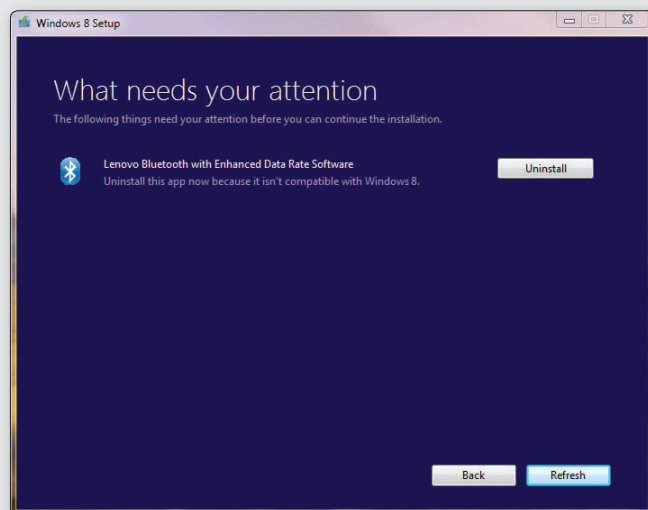 Windows 8 Setup
What needs your attention
The following things need your attention before you can continue the installation.
Lenovo Bluetooth with Enhanced Data Rate Software
Uninstall
Uninstall this app now because it isn't compatible with Windows 8.
Back
Refresh